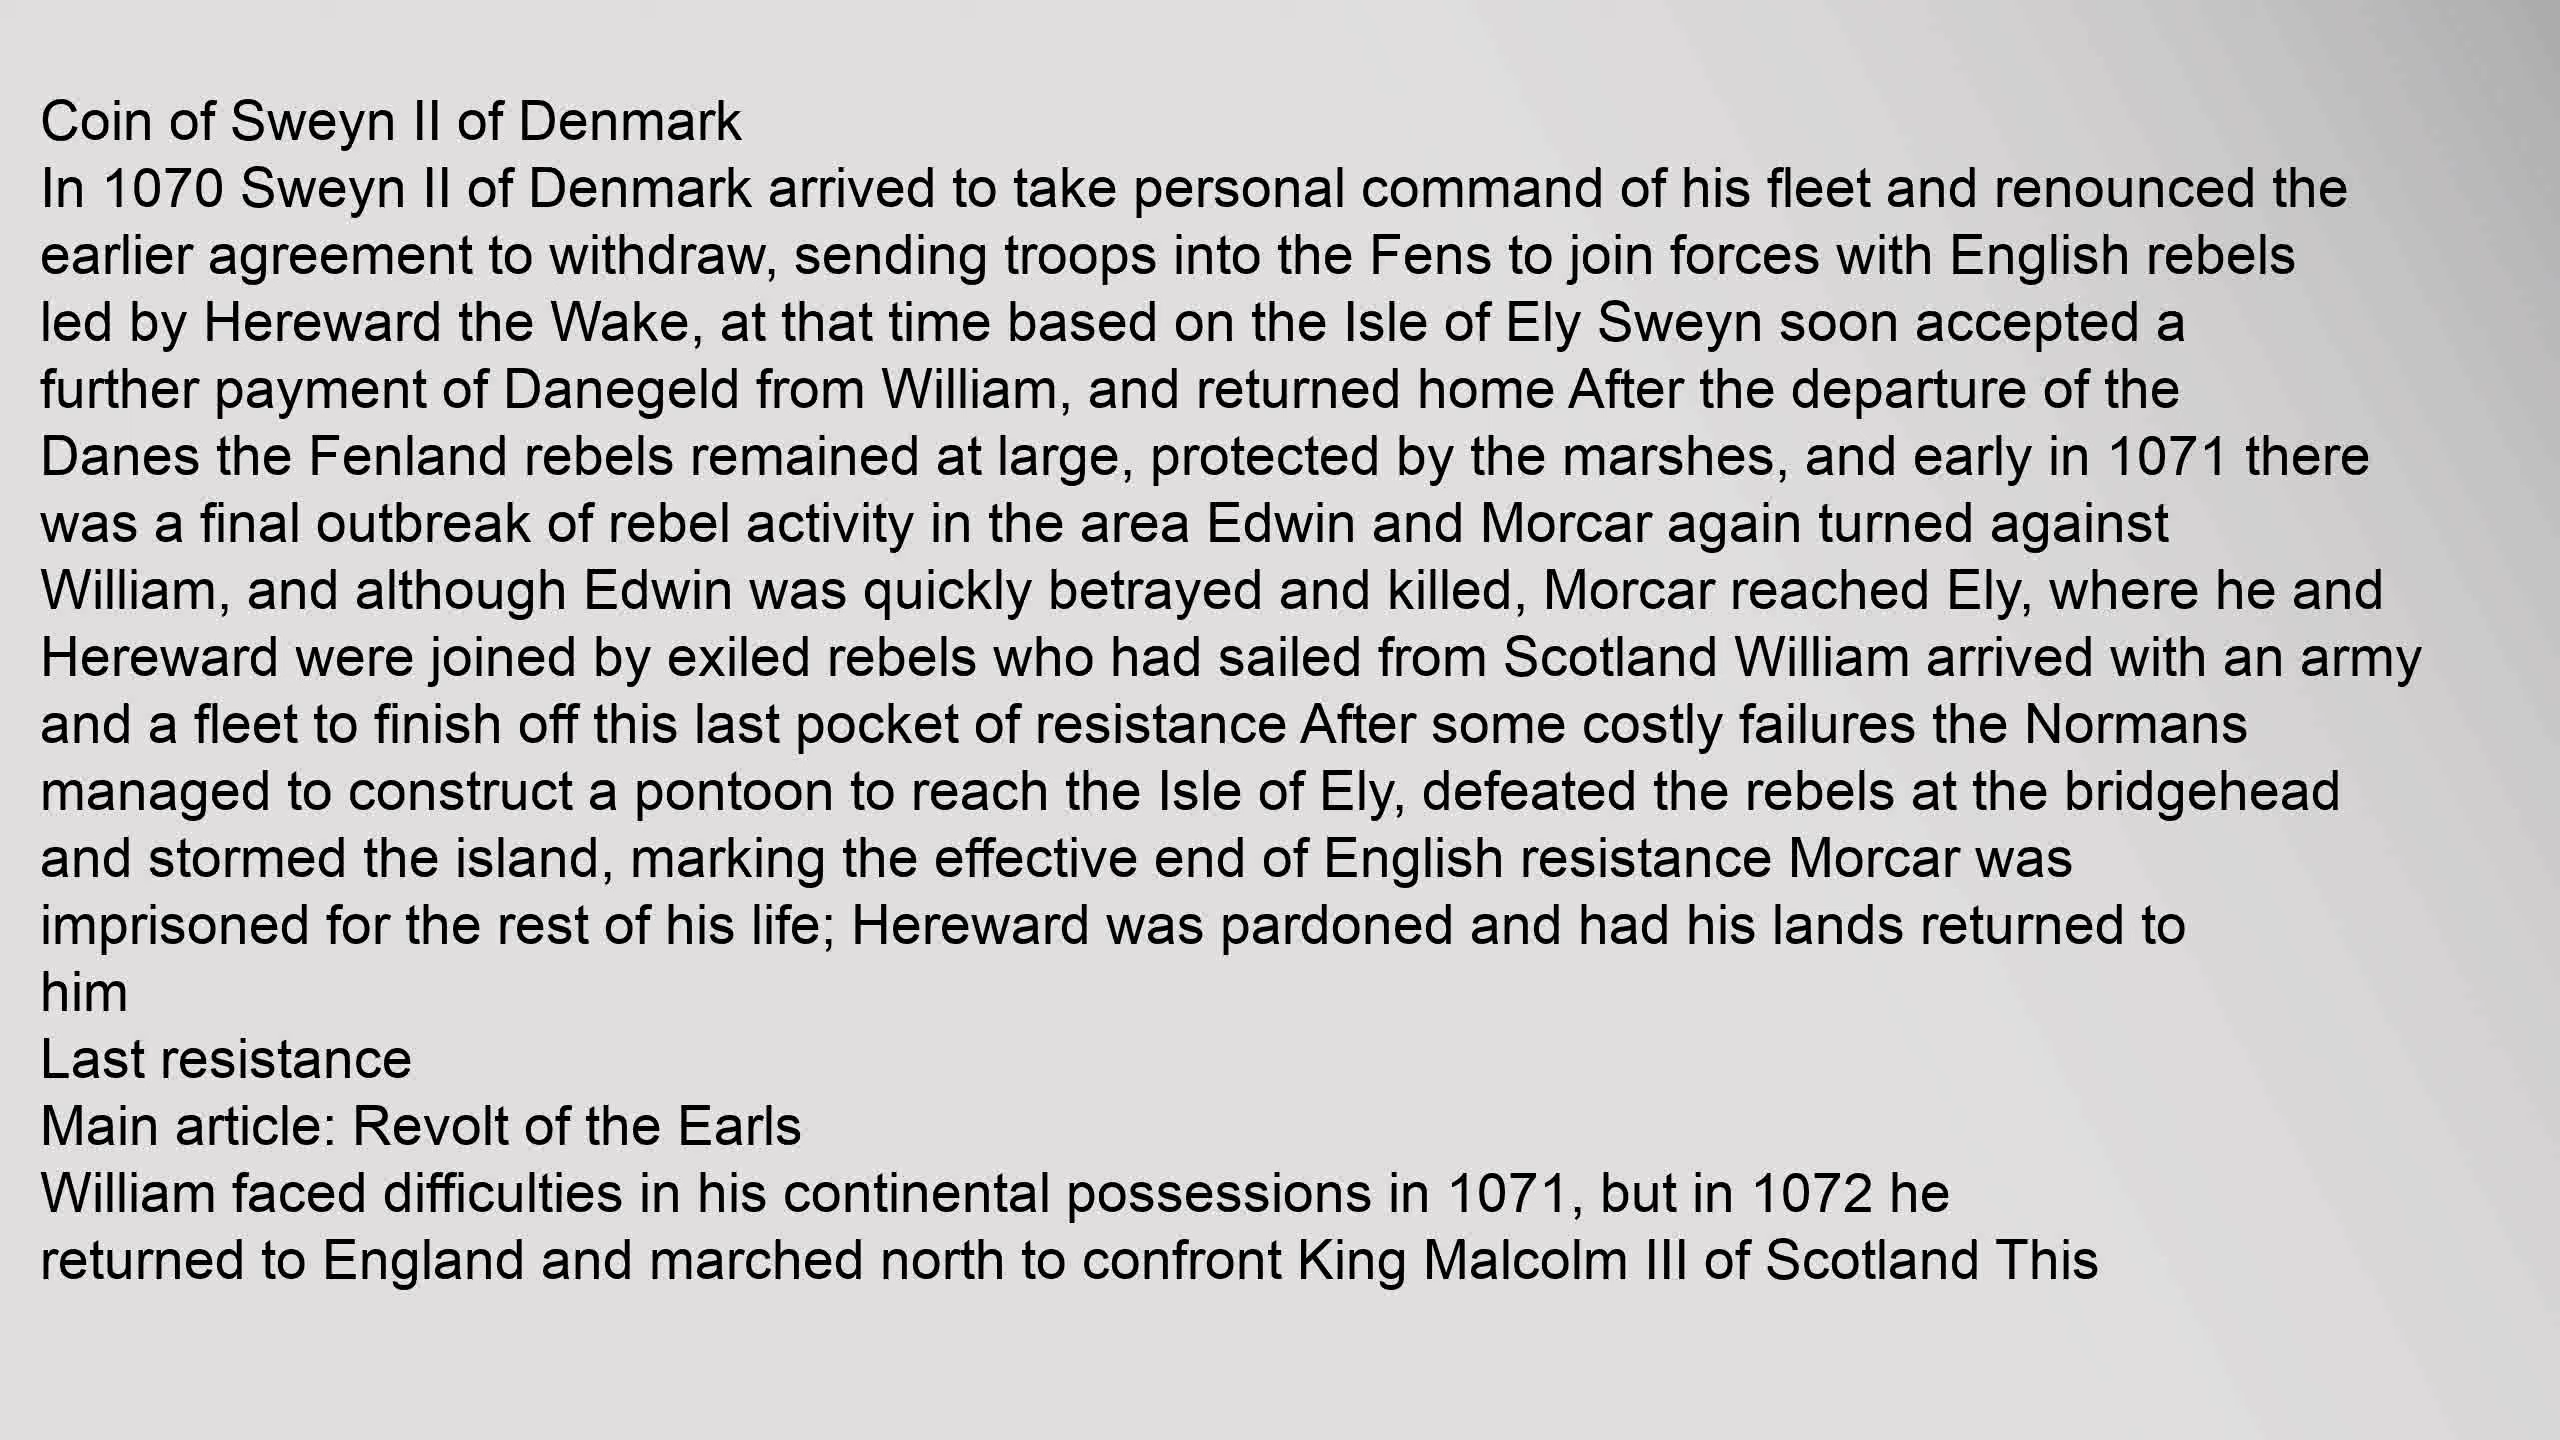 Coin of Sweyn II of Denmark
In 1070 Sweyn II of Denmark arrived to take personal command of his fleet and renounced the
earlier agreement to withdraw, sending troops into the Fens to join forces with English rebels
led by Hereward the Wake, at that time based on the Isle of Ely Sweyn soon accepted a
further payment of Danegeld from William, and returned home After the departure of the
Danes the Fenland rebels remained at large, protected by the marshes, and early in 1071 there
was a final outbreak of rebel activity in the area Edwin and Morcar again turned against
William, and although Edwin was quickly betrayed and killed, Morcar reached Ely, where he and
Hereward were joined by exiled rebels who had sailed from Scotland William arrived with an army
and a fleet to finish off this last pocket of resistance After some costly failures the Normans
managed to construct a pontoon to reach the Isle of Ely, defeated the rebels at the bridgehead
and stormed the island, marking the effective end of English resistance Morcar was
imprisoned for the rest of his life; Hereward was pardoned and had his lands returned to
him
Last resistance
Main article: Revolt of the Earls
William faced difficulties in his continental possessions in 1071, but in 1072 he
returned to England and marched north to confront King Malcolm III of Scotland This